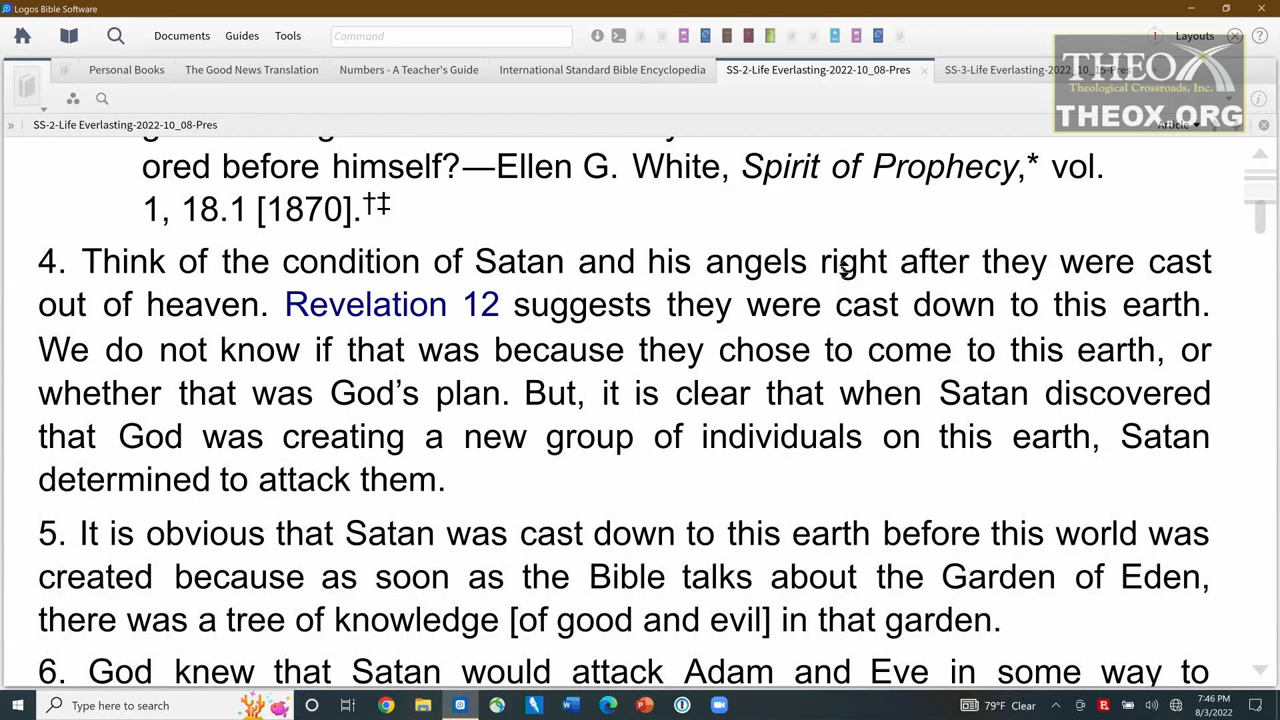 Logos Bible Software
Documents Guides Tools Command Layouts
THEOX
Theological Crossroads, Inc.
THEOX.ORG
Personal Books The Good News Translation Guide International Standard Bible Encyclopedia SS-2-Life Everlasting-2022-10_08-Pres SS-3-Life Everlasting-2022_10_15-Pres
SS-2-Life Everlasting-2022-10_08-Pres Article
ored before himself?—Ellen G. White, Spirit of Prophecy,* vol.
1, 18.1 [1870].†‡
4. Think of the condition of Satan and his angels right after they were cast
out of heaven. Revelation 12 suggests they were cast down to this earth.
We do not know if that was because they chose to come to this earth, or
whether that was God’s plan. But, it is clear that when Satan discovered
that God was creating a new group of individuals on this earth, Satan
determined to attack them.
5. It is obvious that Satan was cast down to this earth before this world was
created because as soon as the Bible talks about the Garden of Eden,
there was a tree of knowledge [of good and evil] in that garden.
6. God knew that Satan would attack Adam and Eve in some way to
Type here to search 79°F Clear 7:46 PM
8/3/2022